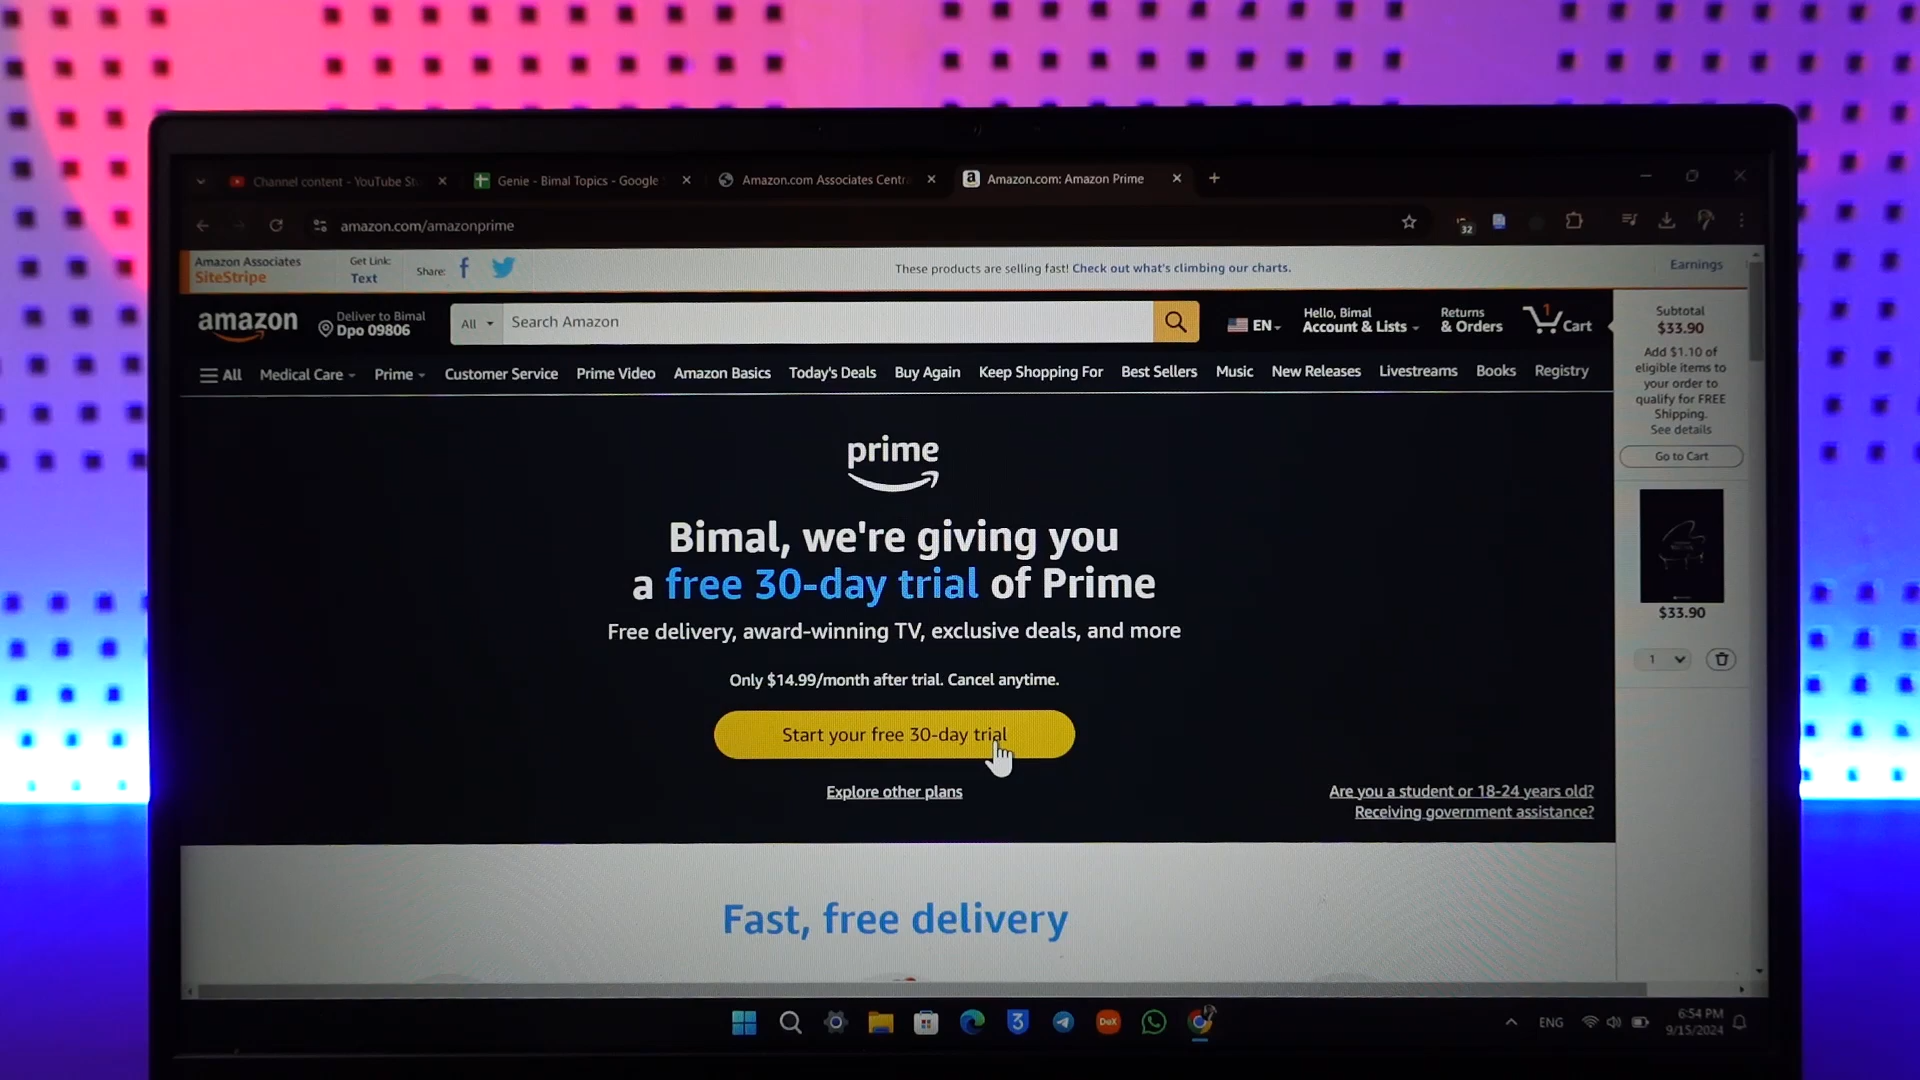 Channel content - YouTube Stu
Genie - Bimal Topics - Google
Amazon.com Associates Centra
Amazon.com: Amazon Prime
amazon.com/amazonprime
32
Amazon Associates
SiteStripe
Get Link:
Text
Share:
These products are selling fast! Check out what's climbing our charts.
Earnings
amazon
Deliver to Bimal
Dpo 09806
All
Search Amazon
EN
Hello, Bimal
Account & Lists
Returns
& Orders
1
Cart
All
Medical Care
Prime
Customer Service
Prime Video
Amazon Basics
Today's Deals
Buy Again
Keep Shopping For
Best Sellers
Music
New Releases
Livestreams
Books
Registry
Subtotal
$33.90
Add $1.10 of
eligible items to
your order to
qualify for FREE
Shipping.
See details
Go to Cart
$33.90
1
prime
Bimal, we're giving you
a free 30-day trial of Prime
Free delivery, award-winning TV, exclusive deals, and more
Only $14.99/month after trial. Cancel anytime.
Start your free 30-day trial
Explore other plans
Are you a student or 18-24 years old?
Receiving government assistance?
Fast, free delivery
3
DeX
ENG
6:54 PM
9/15/2024